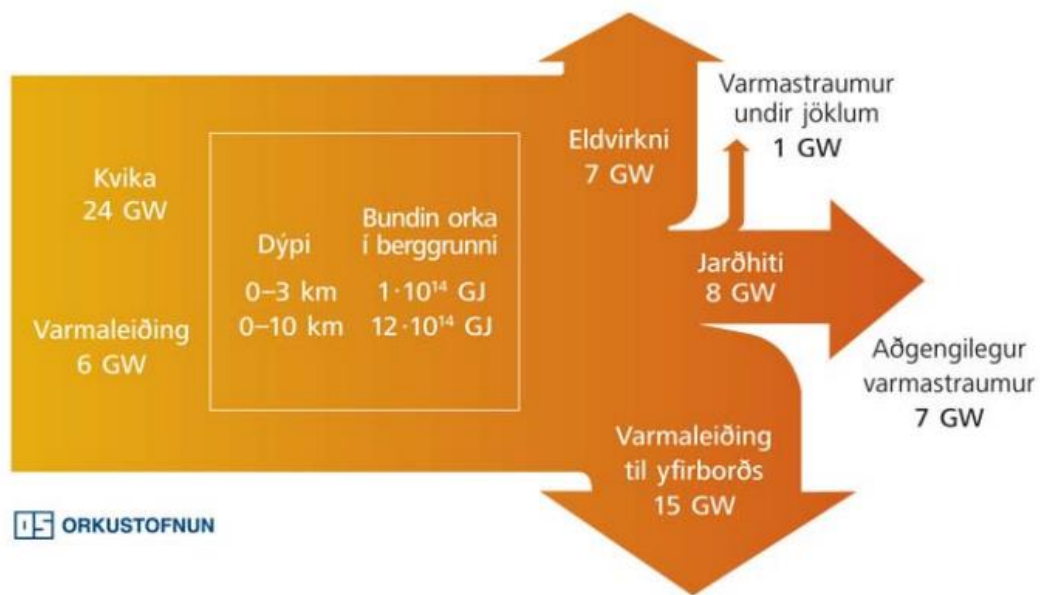 Kvika
24 GW
Varmaleiðing
6 GW
Dýpi
Bundin orka
í berggrunni
0–3 km 1·10¹⁴ GJ
0–10 km 12·10¹⁴ GJ
Eldvirkni
7 GW
Varmastraumur
undir jöklum
1 GW
Jarðhiti
8 GW
Aðgengilegur
varmastraumur
7 GW
Varmaleiðing
til yfirborðs
15 GW
OS ORKUSTOFNUN